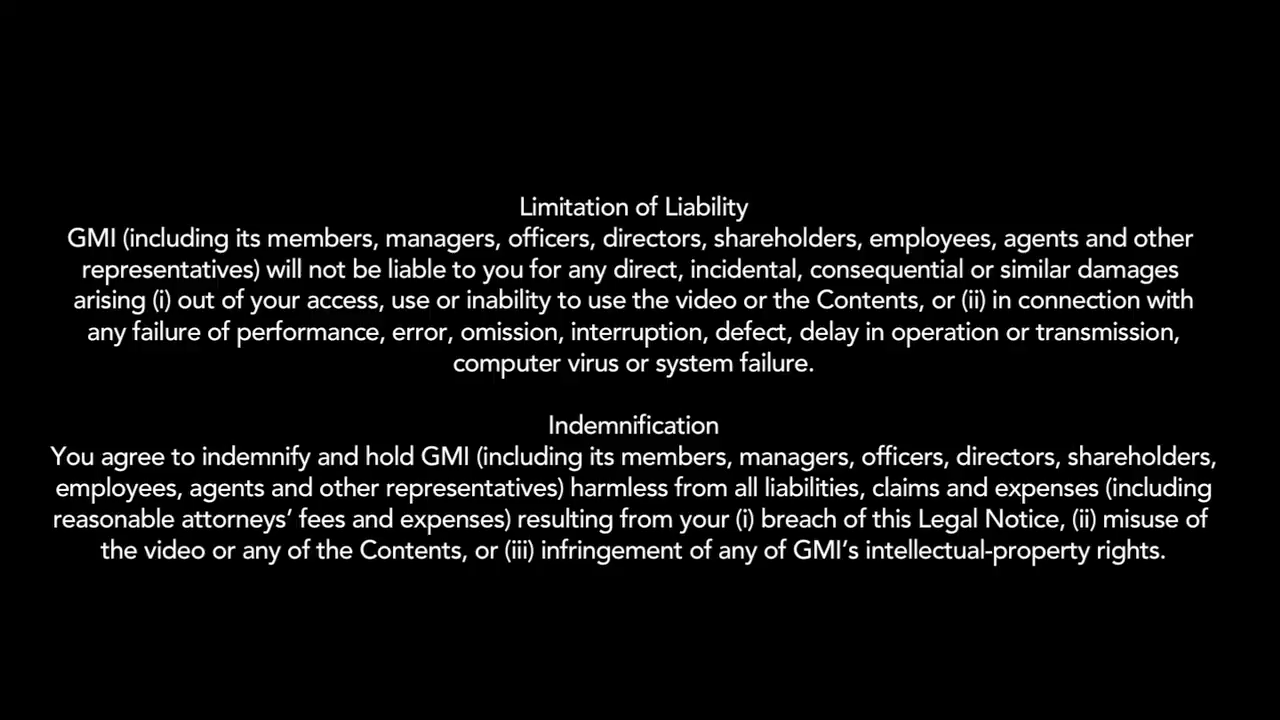 Limitation of Liability
GMI (including its members, managers, officers, directors, shareholders, employees, agents and other
representatives) will not be liable to you for any direct, incidental, consequential or similar damages
arising (i) out of your access, use or inability to use the video or the Contents, or (ii) in connection with
any failure of performance, error, omission, interruption, defect, delay in operation or transmission,
computer virus or system failure.
Indemnification
You agree to indemnify and hold GMI (including its members, managers, officers, directors, shareholders,
employees, agents and other representatives) harmless from all liabilities, claims and expenses (including
reasonable attorneys’ fees and expenses) resulting from your (i) breach of this Legal Notice, (ii) misuse of
the video or any of the Contents, or (iii) infringement of any of GMI’s intellectual-property rights.